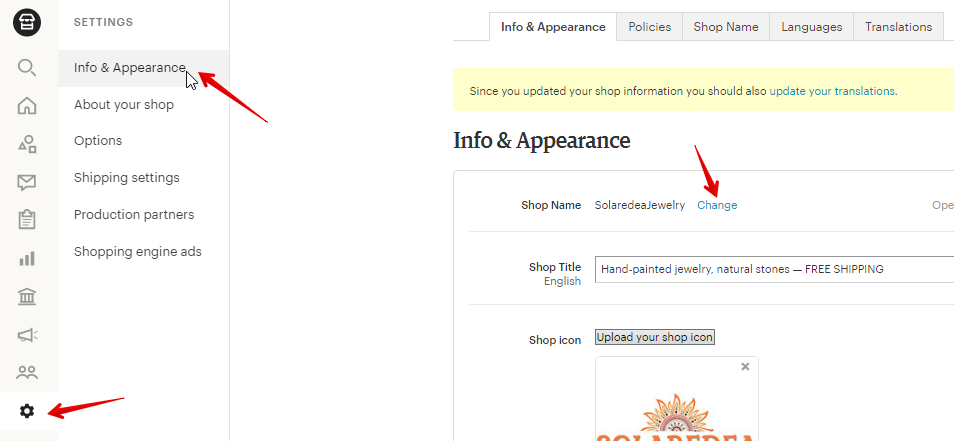 SETTINGS
Info & Appearance
About your shop
Options
Shipping settings
Production partners
Shopping engine ads
Info & Appearance Policies Shop Name Languages Translations
Since you updated your shop information you should also update your translations.
Info & Appearance
Shop Name SolaredeaJewelry Change Ope
Shop Title Hand-painted jewelry, natural stones — FREE SHIPPING
English
Shop icon Upload your shop icon
SOLAREDEA